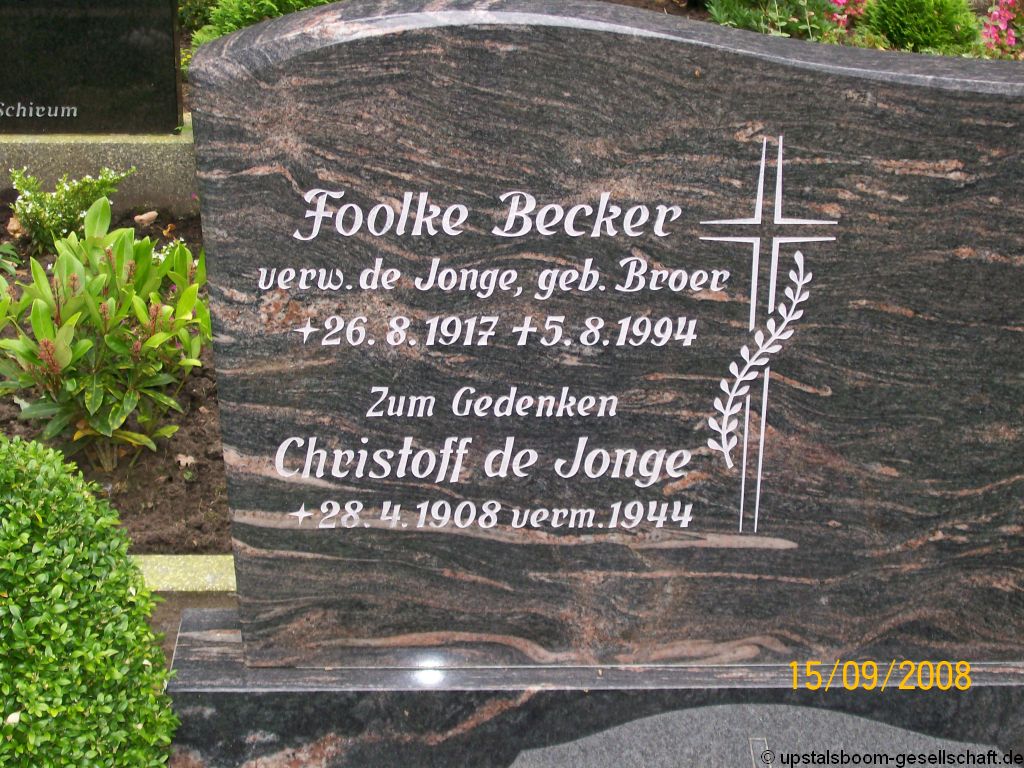 Schirum
Foolke Becker
verw. de Jonge, geb. Broer
26. 8. 1917 5. 8. 1994
Zum Gedenken
Christoff de Jonge
28. 4. 1908 verm. 1944
15/09/2008
© upstalsboom-gesellschaft.de